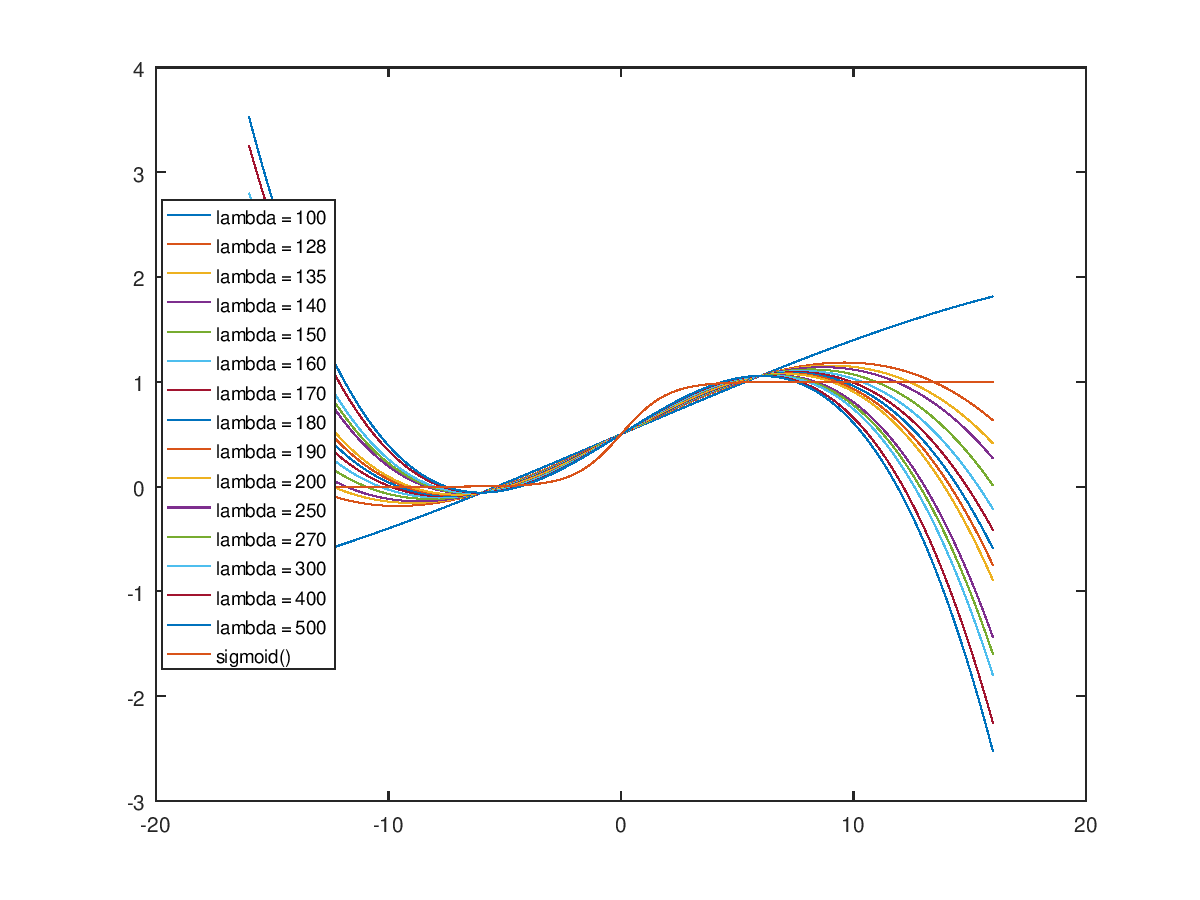 4
3
2
1
0
-1
-2
-3
lambda = 100
lambda = 128
lambda = 135
lambda = 140
lambda = 150
lambda = 160
lambda = 170
lambda = 180
lambda = 190
lambda = 200
lambda = 250
lambda = 270
lambda = 300
lambda = 400
lambda = 500
sigmoid()
-20 -10 0 10 20